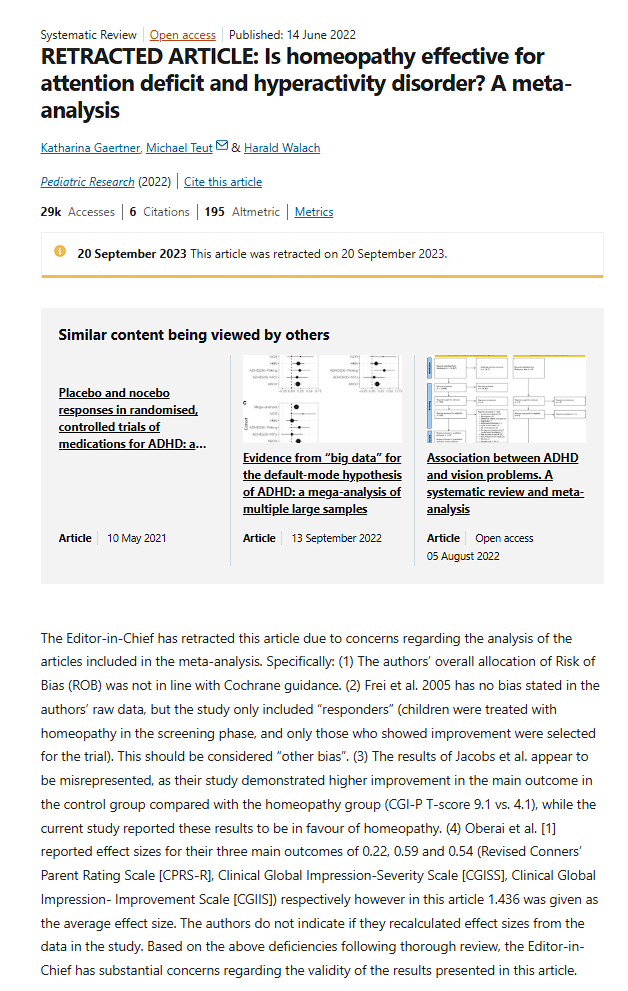 Systematic Review | Open access | Published: 14 June 2022
RETRACTED ARTICLE: Is homeopathy effective for
attention deficit and hyperactivity disorder? A meta-
analysis
Katharina Gaertner, Michael Teut & Harald Walach
Pediatric Research (2022) | Cite this article
29k Accesses | 6 Citations | 195 Altmetric | Metrics
20 September 2023 This article was retracted on 20 September 2023.
Similar content being viewed by others
Placebo and nocebo
responses in randomised,
controlled trials of
medications for ADHD: a...
Article | 10 May 2021
Evidence from “big data” for
the default-mode hypothesis
of ADHD: a mega-analysis of
multiple large samples
Article | 13 September 2022
Association between ADHD
and vision problems. A
systematic review and meta-
analysis
Article | Open access
05 August 2022
The Editor-in-Chief has retracted this article due to concerns regarding the analysis of the
articles included in the meta-analysis. Specifically: (1) The authors’ overall allocation of Risk of
Bias (ROB) was not in line with Cochrane guidance. (2) Frei et al. 2005 has no bias stated in the
authors’ raw data, but the study only included “responders” (children were treated with
homeopathy in the screening phase, and only those who showed improvement were selected
for the trial). This should be considered “other bias”. (3) The results of Jacobs et al. appear to
be misrepresented, as their study demonstrated higher improvement in the main outcome in
the control group compared with the homeopathy group (CGI-P T-score 9.1 vs. 4.1), while the
current study reported these results to be in favour of homeopathy. (4) Oberai et al. [1]
reported effect sizes for their three main outcomes of 0.22, 0.59 and 0.54 (Revised Conners’
Parent Rating Scale [CPRS-R], Clinical Global Impression-Severity Scale [CGISS], Clinical Global
Impression- Improvement Scale [CGIIS]) respectively however in this article 1.436 was given as
the average effect size. The authors do not indicate if they recalculated effect sizes from the
data in the study. Based on the above deficiencies following thorough review, the Editor-in-
Chief has substantial concerns regarding the validity of the results presented in this article.